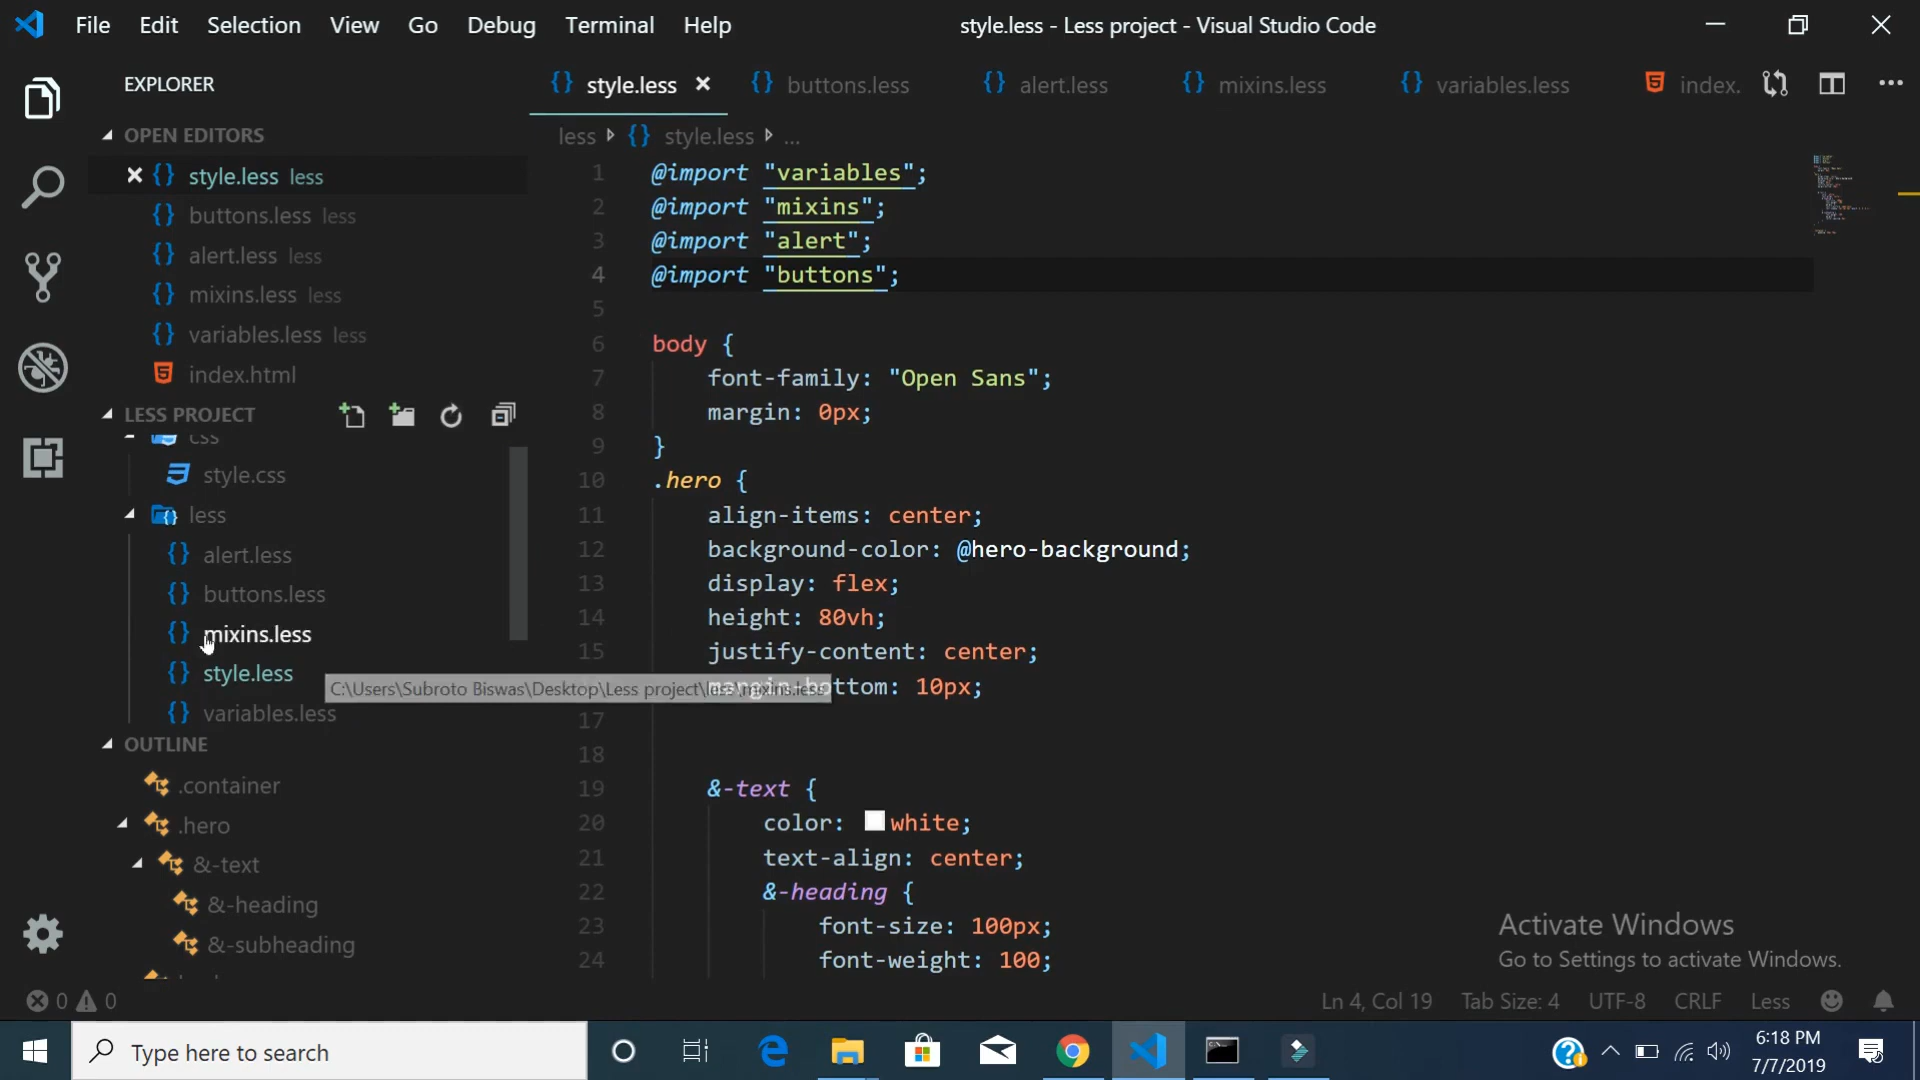 File Edit Selection View Go Debug Terminal Help
style.less - Less project - Visual Studio Code
EXPLORER
OPEN EDITORS
style.less less
buttons.less less
alert.less less
mixins.less less
variables.less less
index.html
LESS PROJECT
css
style.css
less
alert.less
buttons.less
mixins.less
style.less
variables.less
OUTLINE
.container
.hero
&-text
&-heading
&-subheading
style.less buttons.less alert.less mixins.less variables.less index.
less style.less ...
1 @import "variables";
2 @import "mixins";
3 @import "alert";
4 @import "buttons";
5
6 body {
7 font-family: "Open Sans";
8 margin: 0px;
9 }
10 .hero {
11 align-items: center;
12 background-color: @hero-background;
13 display: flex;
14 height: 80vh;
15 justify-content: center;
C:\Users\Subroto Biswas\Desktop\Less project\less\mixins.less
margin-bottom: 10px;
17
18
19 &-text {
20 color: white;
21 text-align: center;
22 &-heading {
23 font-size: 100px;
24 font-weight: 100;
Activate Windows
Go to Settings to activate Windows.
0 0
Ln 4, Col 19 Tab Size: 4 UTF-8 CRLF Less
Type here to search
6:18 PM
7/7/2019